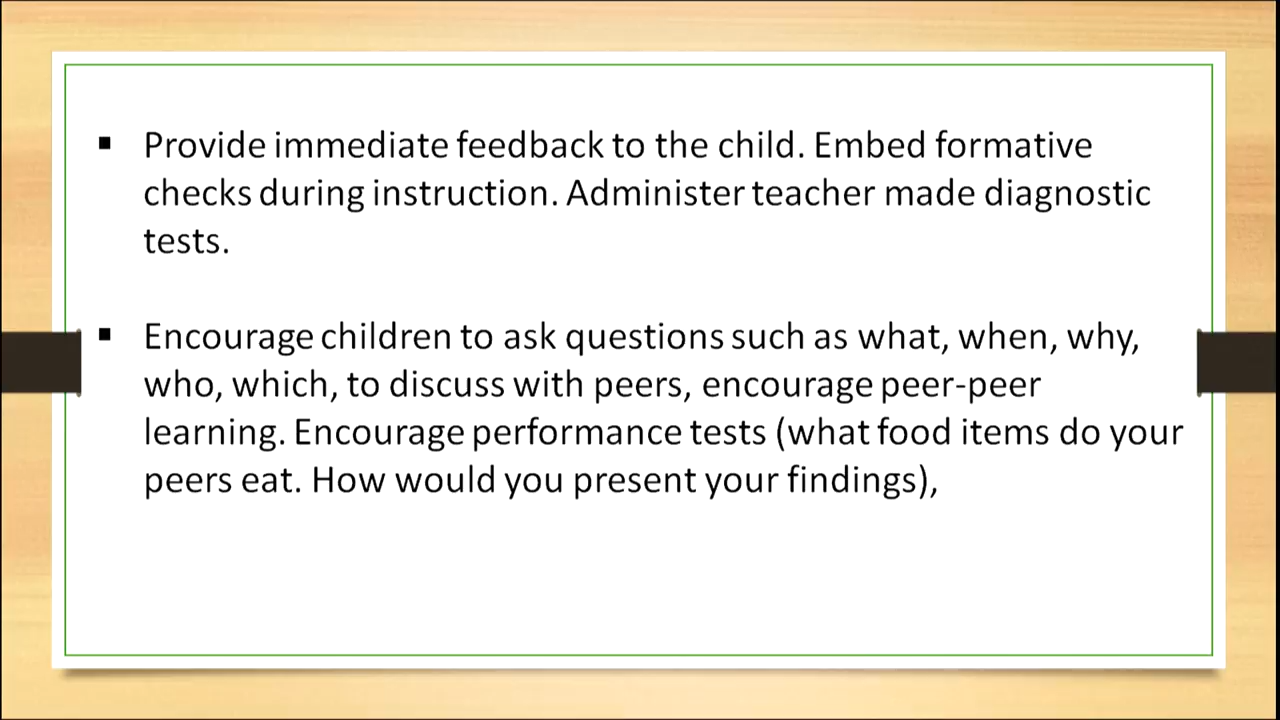 ▪ Provide immediate feedback to the child. Embed formative
checks during instruction. Administer teacher made diagnostic
tests.
▪ Encourage children to ask questions such as what, when, why,
who, which, to discuss with peers, encourage peer-peer
learning. Encourage performance tests (what food items do your
peers eat. How would you present your findings),